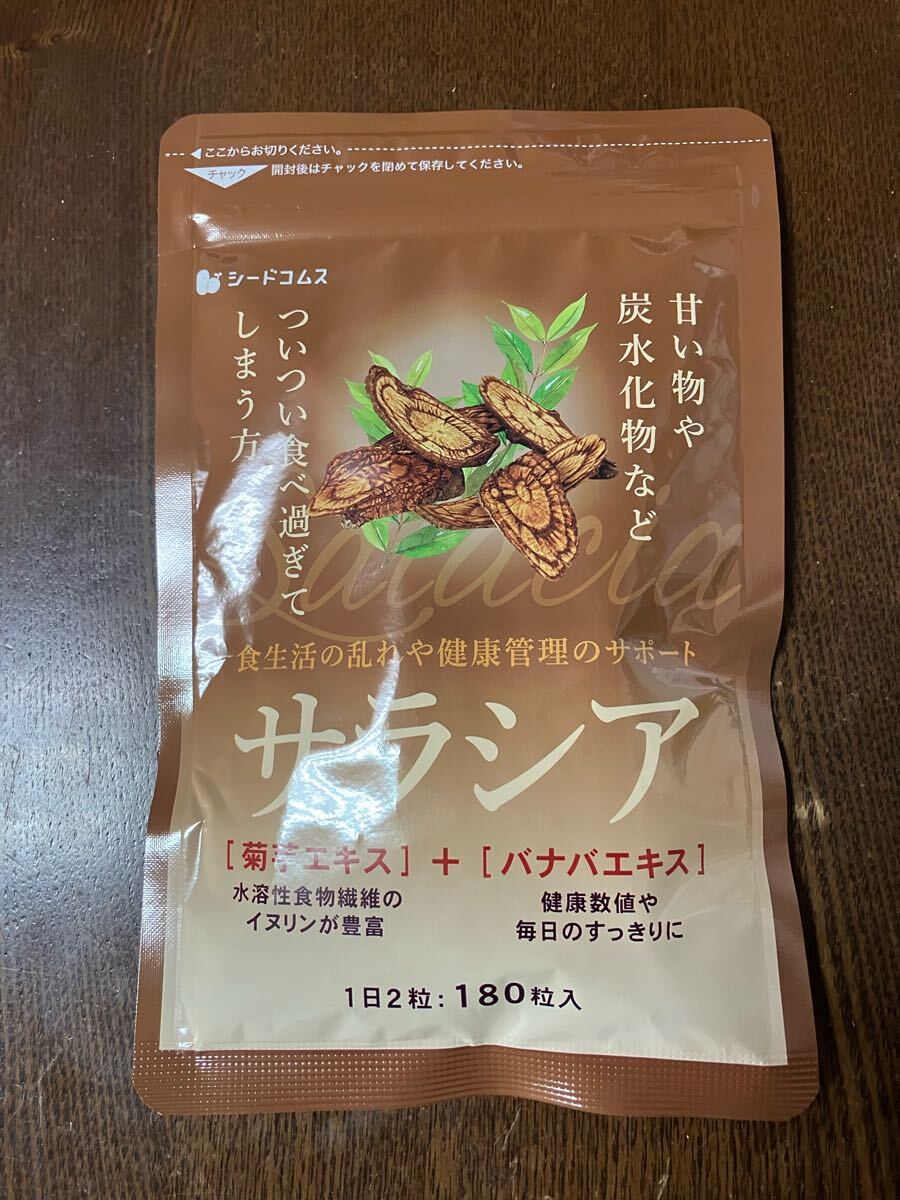 ここからお切りください。
チャック
開封後はチャックを閉めて保存してください。
シードコムス
甘い物や
炭水化物など
ついつい食べ過ぎて
しまう方
Salacia
食生活の乱れや健康管理のサポート
サラシア
[菊芋エキス] + [バナバエキス]
水溶性食物繊維の
イヌリンが豊富
健康数値や
毎日のすっきりに
1日2粒:180粒入